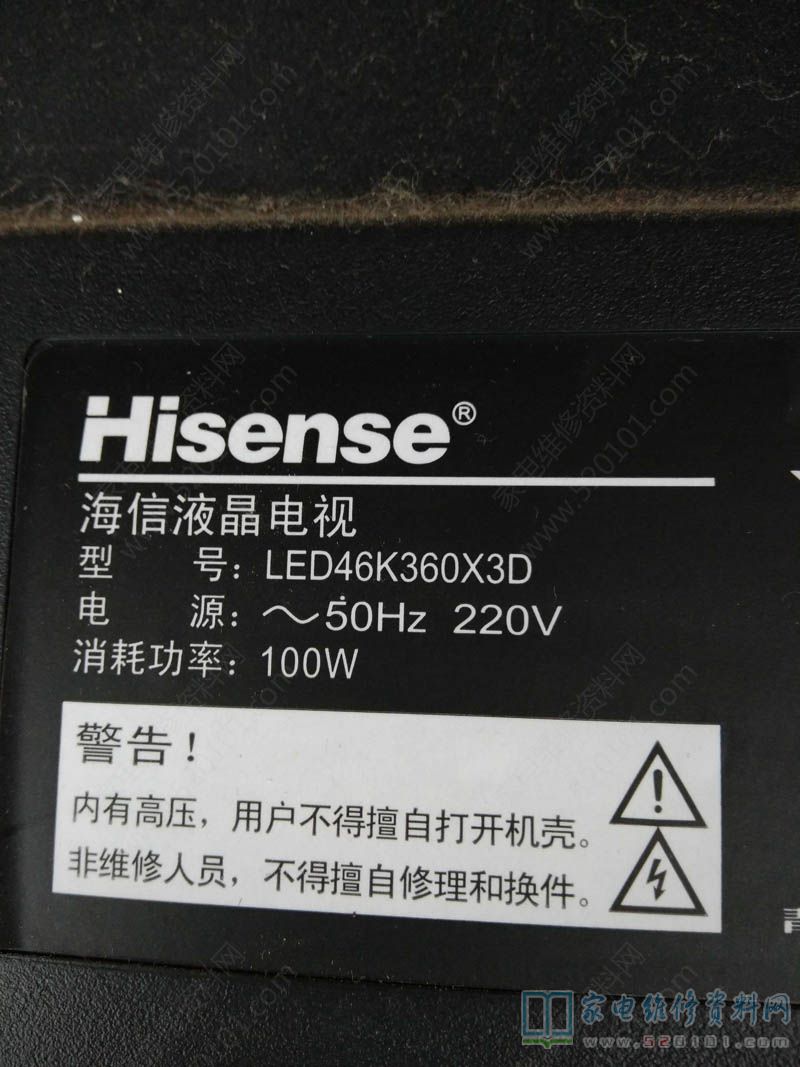 Hisense®
海信液晶电视
型 号：LED46K360X3D
电 源：～50Hz 220V
消耗功率：100W
警告！
内有高压，用户不得擅自打开机壳。
非维修人员，不得擅自修理和换件。
家电维修资料网
www.520101.com